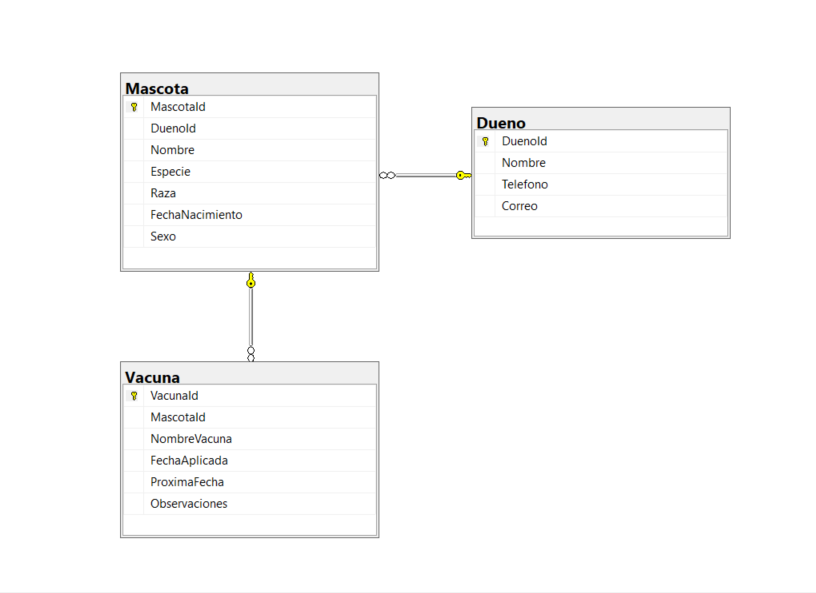 Mascota
MascotaId
DuenoId
Nombre
Especie
Raza
FechaNacimiento
Sexo
Dueno
DuenoId
Nombre
Telefono
Correo
Vacuna
VacunaId
MascotaId
NombreVacuna
FechaAplicada
ProximaFecha
Observaciones